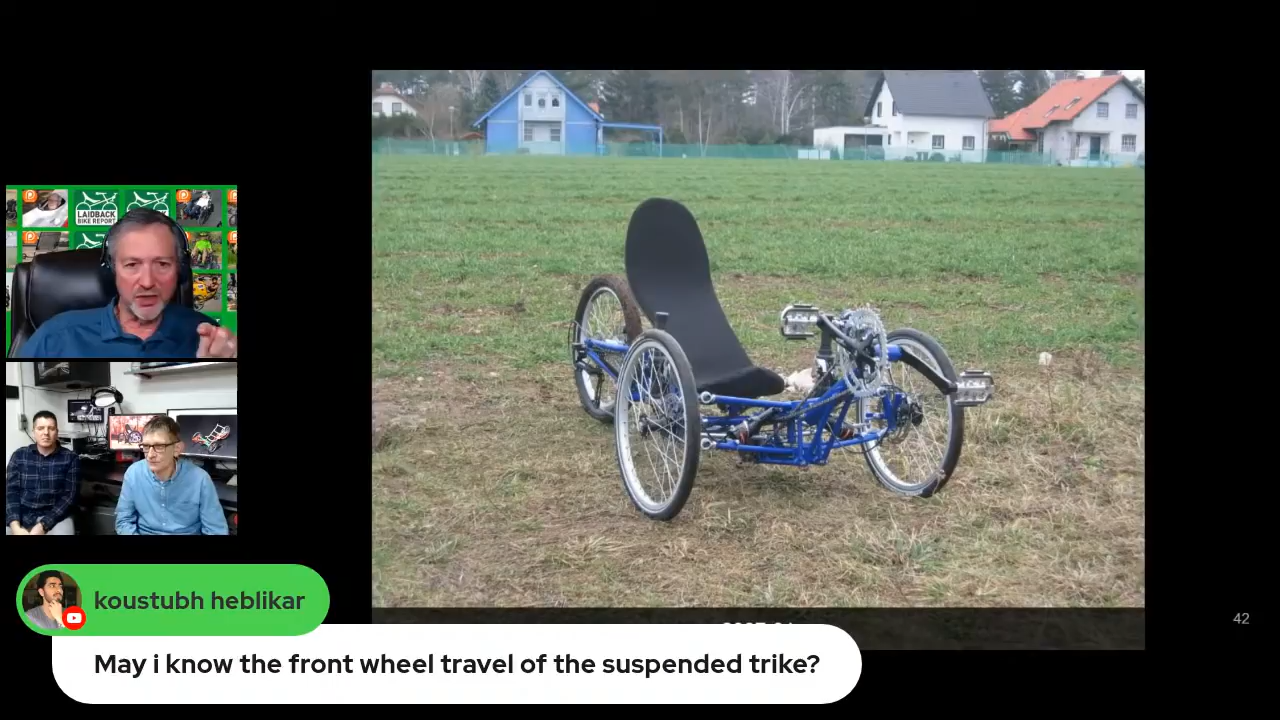 LAIDBACK
BIKE REPORT
koustubh heblikar
May i know the front wheel travel of the suspended trike?
42